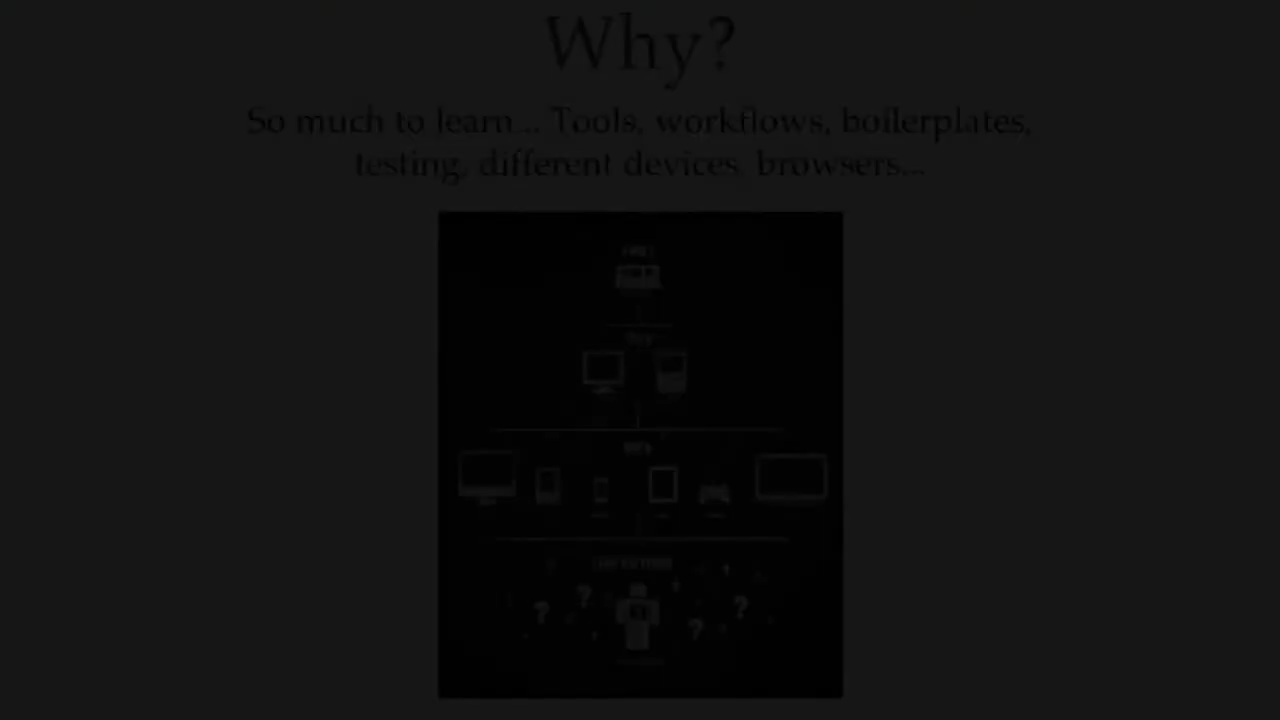 Why?
So much to learn... Tools, workflows, boilerplates,
testing, different devices, browsers...
?
?
?
?